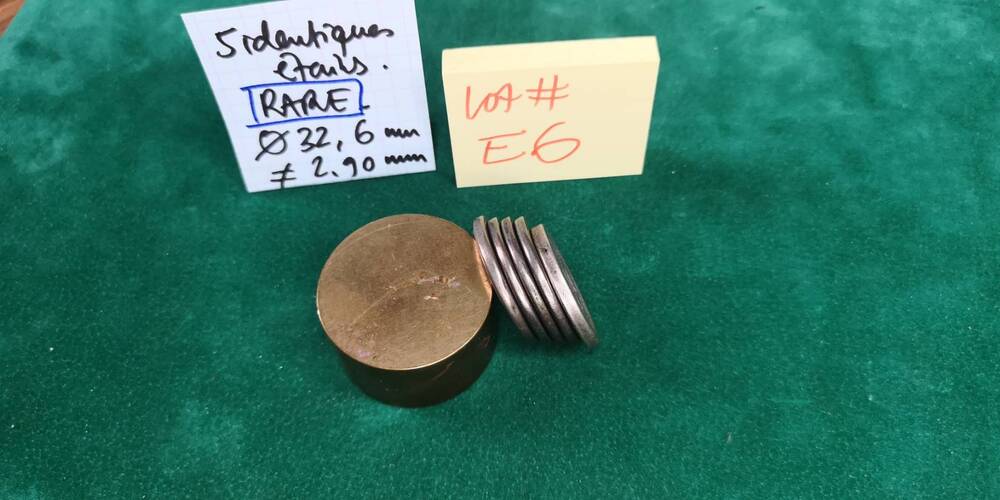 5 identiques
étains.
RARE
Ø 32,6 mm
≠ 2.90 mm
LOT #
E6